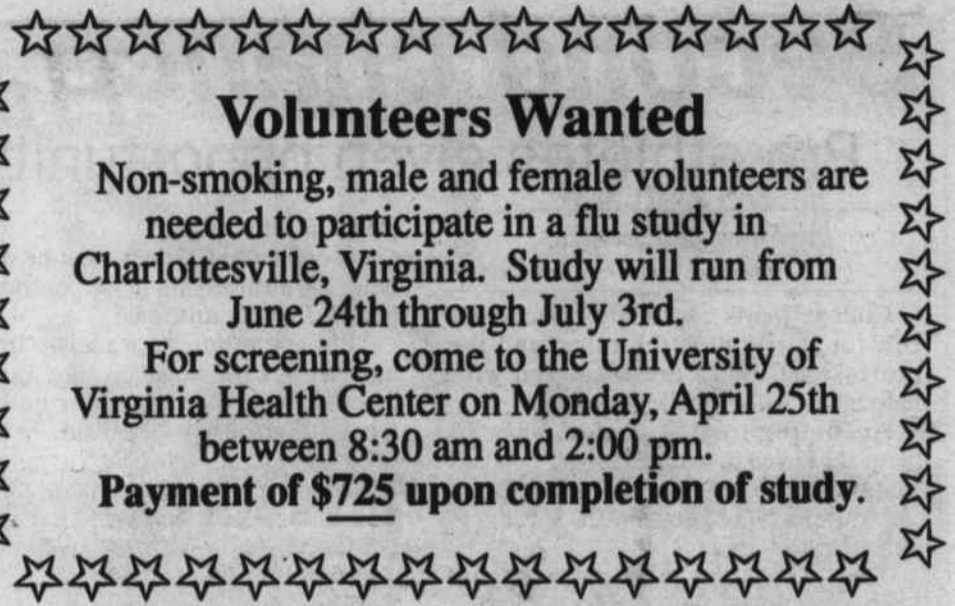 Volunteers Wanted
Non-smoking, male and female volunteers are
needed to participate in a flu study in
Charlottesville, Virginia. Study will run from
June 24th through July 3rd.
For screening, come to the University of
Virginia Health Center on Monday, April 25th
between 8:30 am and 2:00 pm.
Payment of $725 upon completion of study.